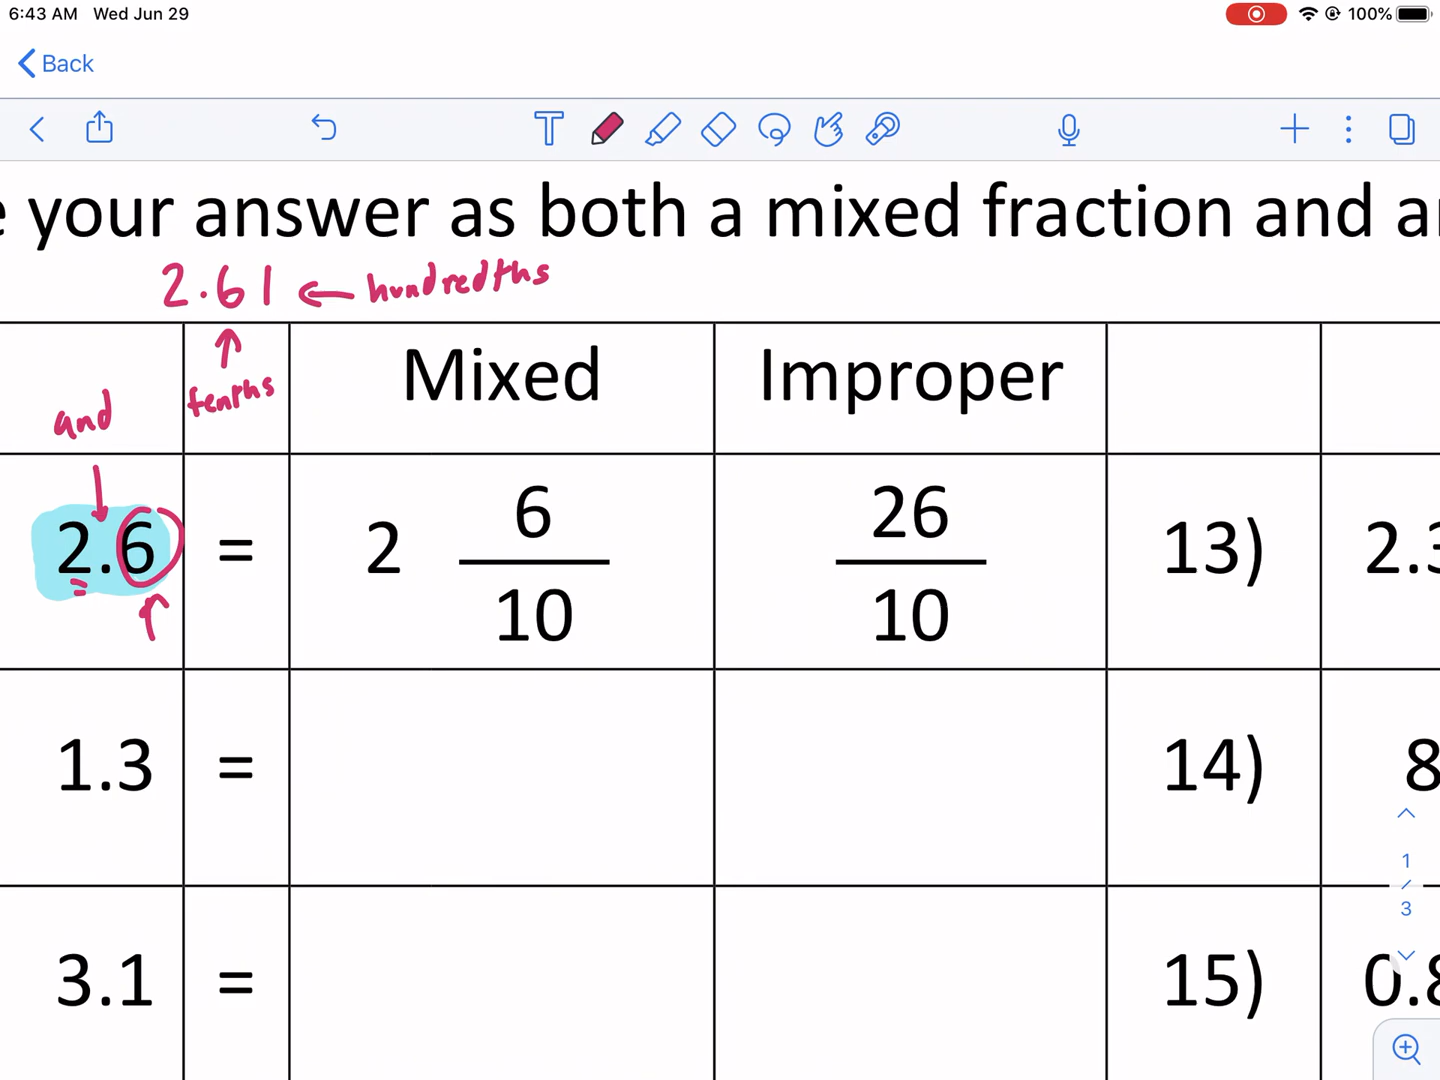 6:43 AM Wed Jun 29
100%
Back
e your answer as both a mixed fraction and a
2.61 ← hundredths
↑
tenths
and
Mixed
Improper
2.6 = 2 6/10 26/10 13) 2.3
1.3 = 14) 8
3.1 = 15) 0.8
1
/
3